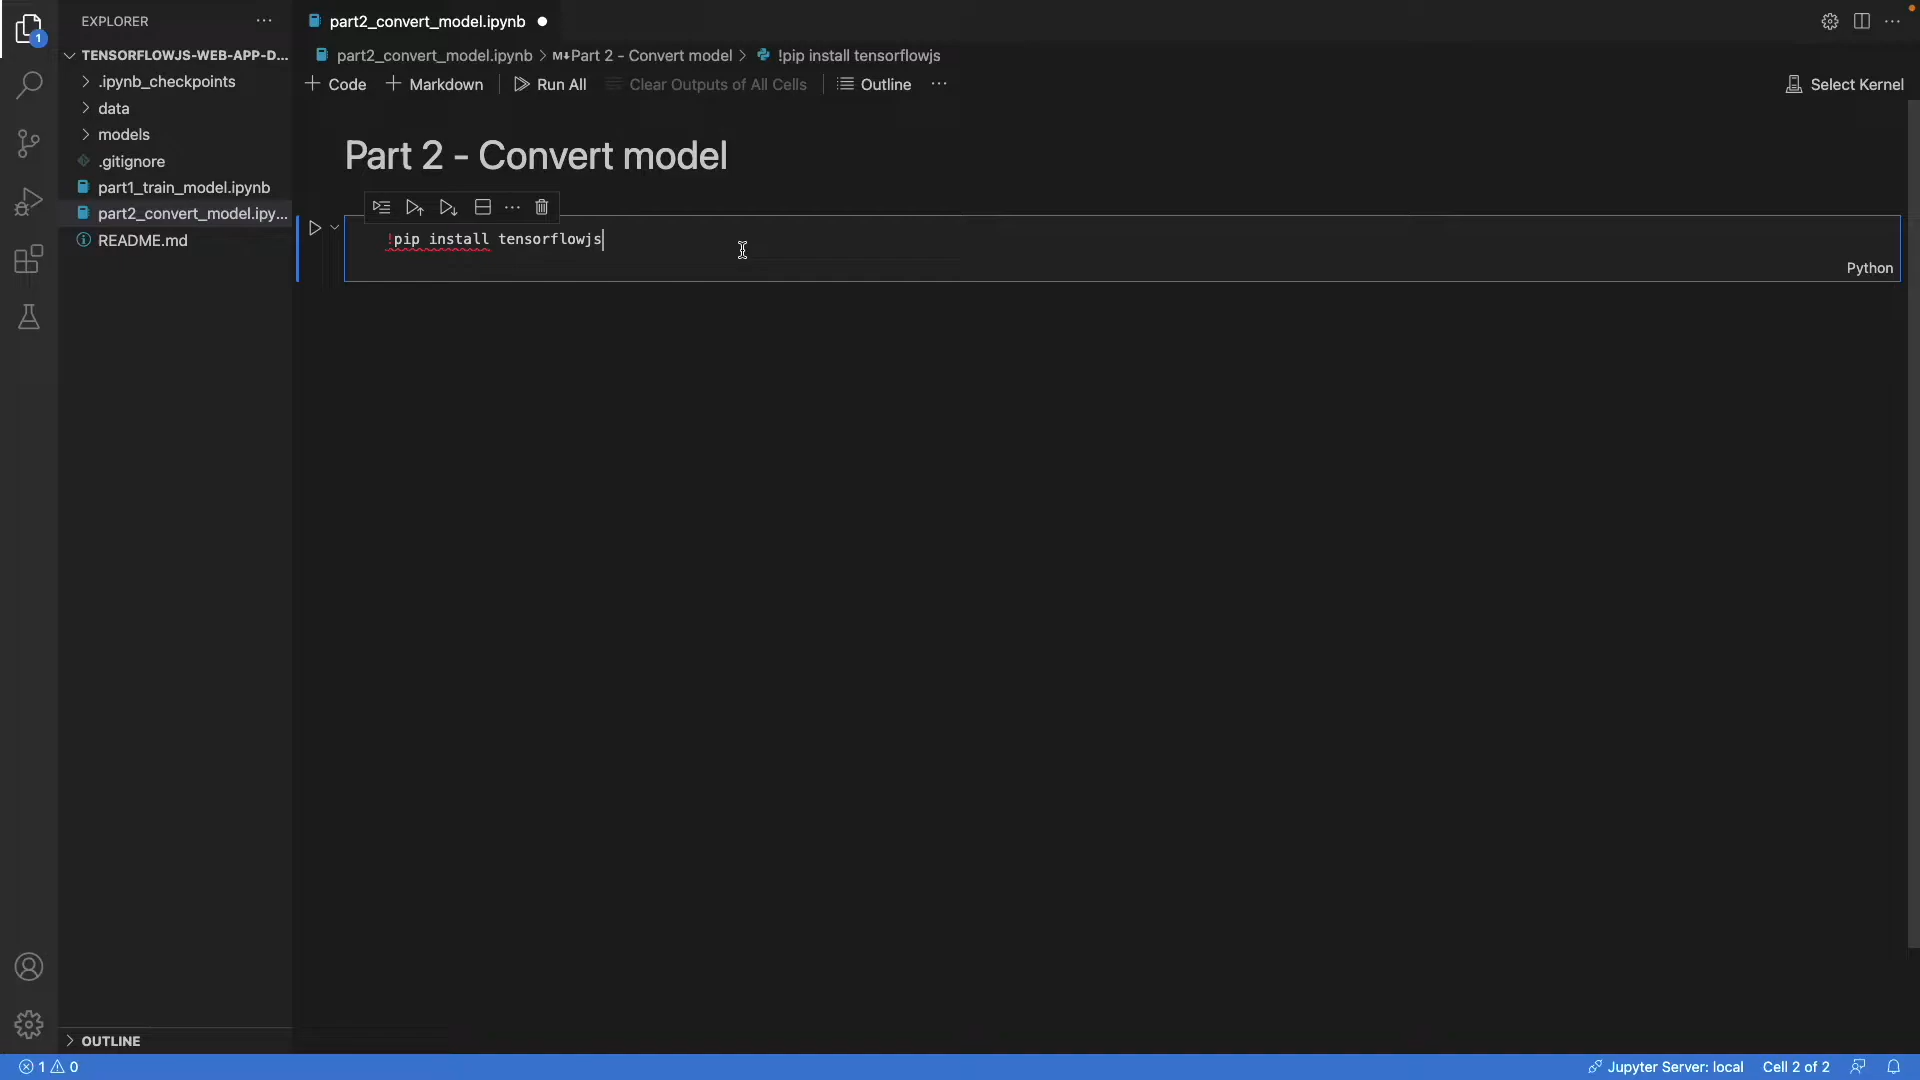 EXPLORER
TENSORFLOWJS-WEB-APP-D...
.ipynb_checkpoints
data
models
.gitignore
part1_train_model.ipynb
part2_convert_model.ipy...
README.md
OUTLINE
1
part2_convert_model.ipynb
part2_convert_model.ipynb > M↓Part 2 - Convert model > !pip install tensorflowjs
+ Code + Markdown Run All Clear Outputs of All Cells Outline ... Select Kernel
Part 2 - Convert model
!pip install tensorflowjs
Python
1 0 Jupyter Server: local Cell 2 of 2